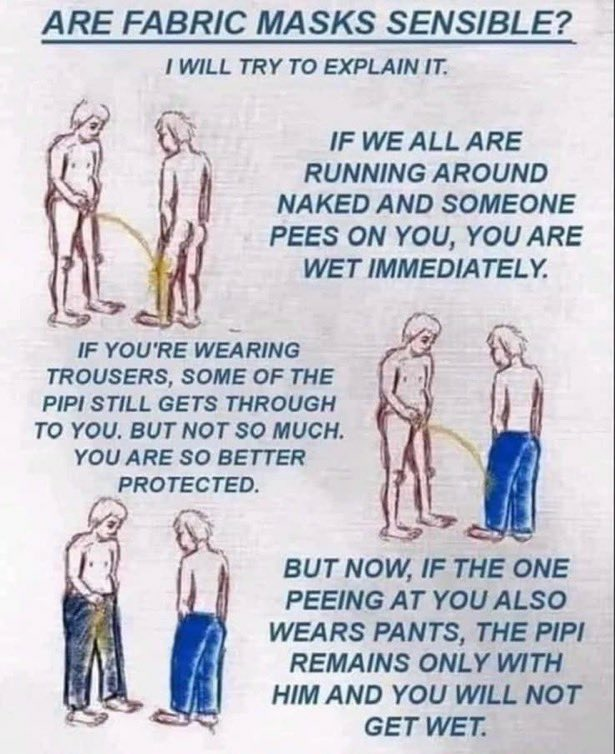 ARE FABRIC MASKS SENSIBLE?
I WILL TRY TO EXPLAIN IT.
IF WE ALL ARE
RUNNING AROUND
NAKED AND SOMEONE
PEES ON YOU, YOU ARE
WET IMMEDIATELY.
IF YOU'RE WEARING
TROUSERS, SOME OF THE
PIPI STILL GETS THROUGH
TO YOU. BUT NOT SO MUCH.
YOU ARE SO BETTER
PROTECTED.
BUT NOW, IF THE ONE
PEEING AT YOU ALSO
WEARS PANTS, THE PIPI
REMAINS ONLY WITH
HIM AND YOU WILL NOT
GET WET.